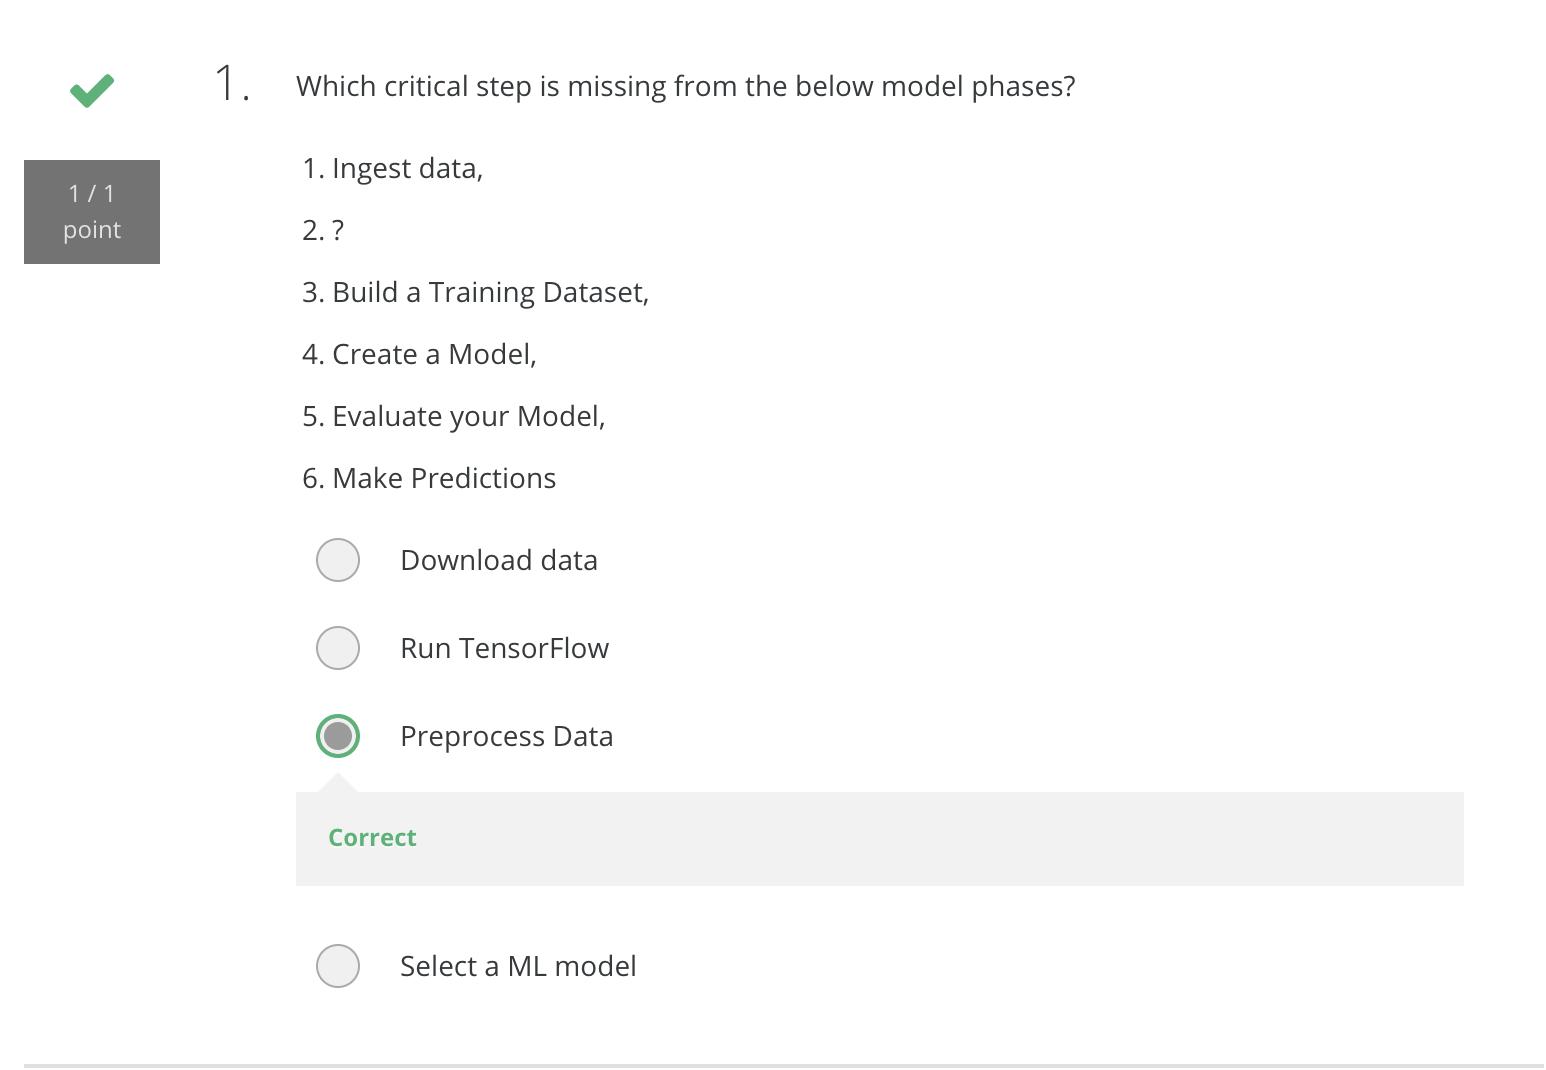 1. Which critical step is missing from the below model phases?
1 / 1
point
1. Ingest data,
2. ?
3. Build a Training Dataset,
4. Create a Model,
5. Evaluate your Model,
6. Make Predictions
Download data
Run TensorFlow
Preprocess Data
Correct
Select a ML model